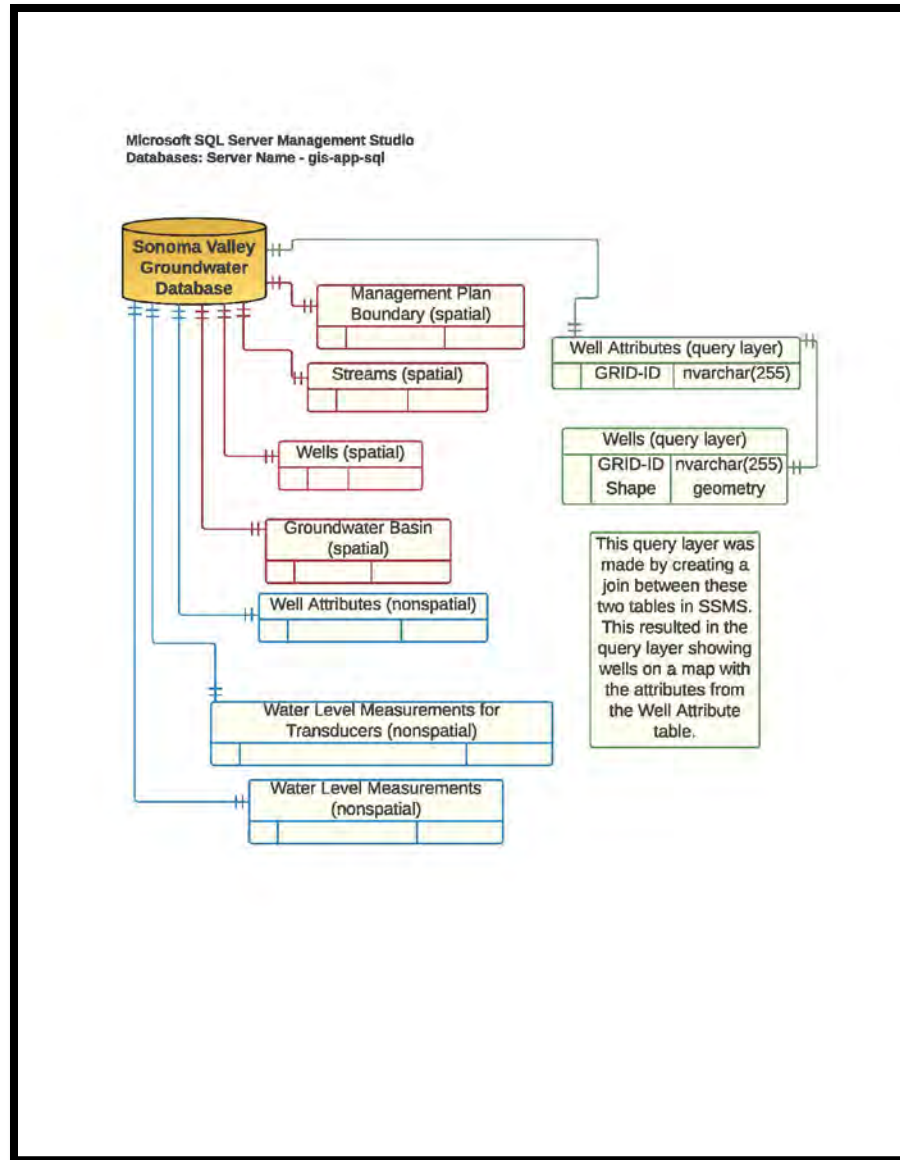 Microsoft SQL Server Management Studio
Databases: Server Name - gis-app-sql
Sonoma Valley
Groundwater
Database
Management Plan
Boundary (spatial)
Streams (spatial)
Wells (spatial)
Groundwater Basin
(spatial)
Well Attributes (nonspatial)
Water Level Measurements for
Transducers (nonspatial)
Water Level Measurements
(nonspatial)
Well Attributes (query layer)
GRID-ID nvarchar(255)
Wells (query layer)
GRID-ID nvarchar(255)
Shape geometry
This query layer was
made by creating a
join between these
two tables in SSMS.
This resulted in the
query layer showing
wells on a map with
the attributes from
the Well Attribute
table.